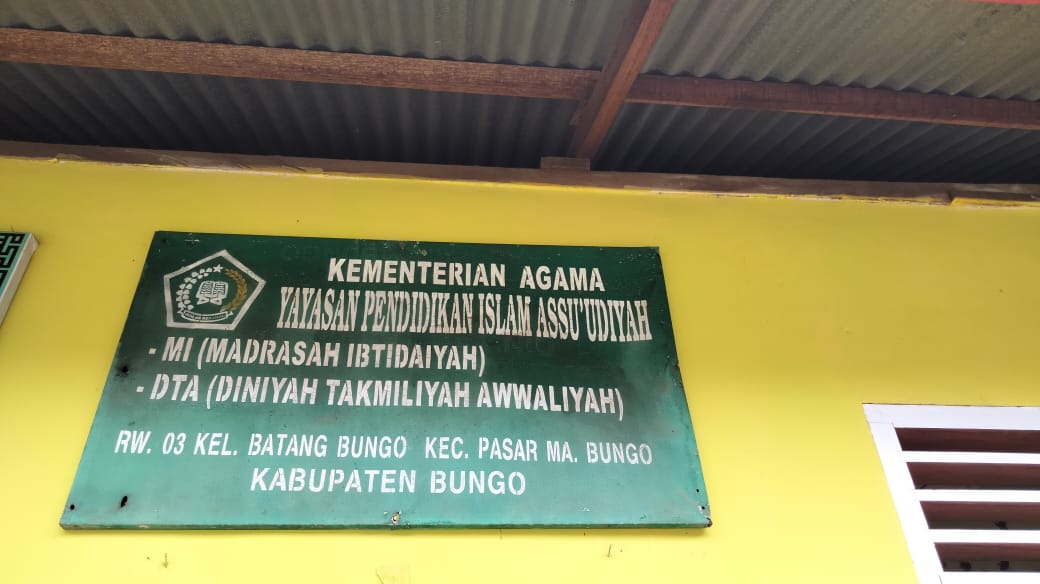 KEMENTERIAN AGAMA
YAYASAN PENDIDIKAN ISLAM ASSU'UDIYAH
- MI (MADRASAH IBTIDAIYAH)
- DTA (DINIYAH TAKMILIYAH AWWALIYAH)
RW. 03 KEL. BATANG BUNGO KEC. PASAR MA. BUNGO
KABUPATEN BUNGO